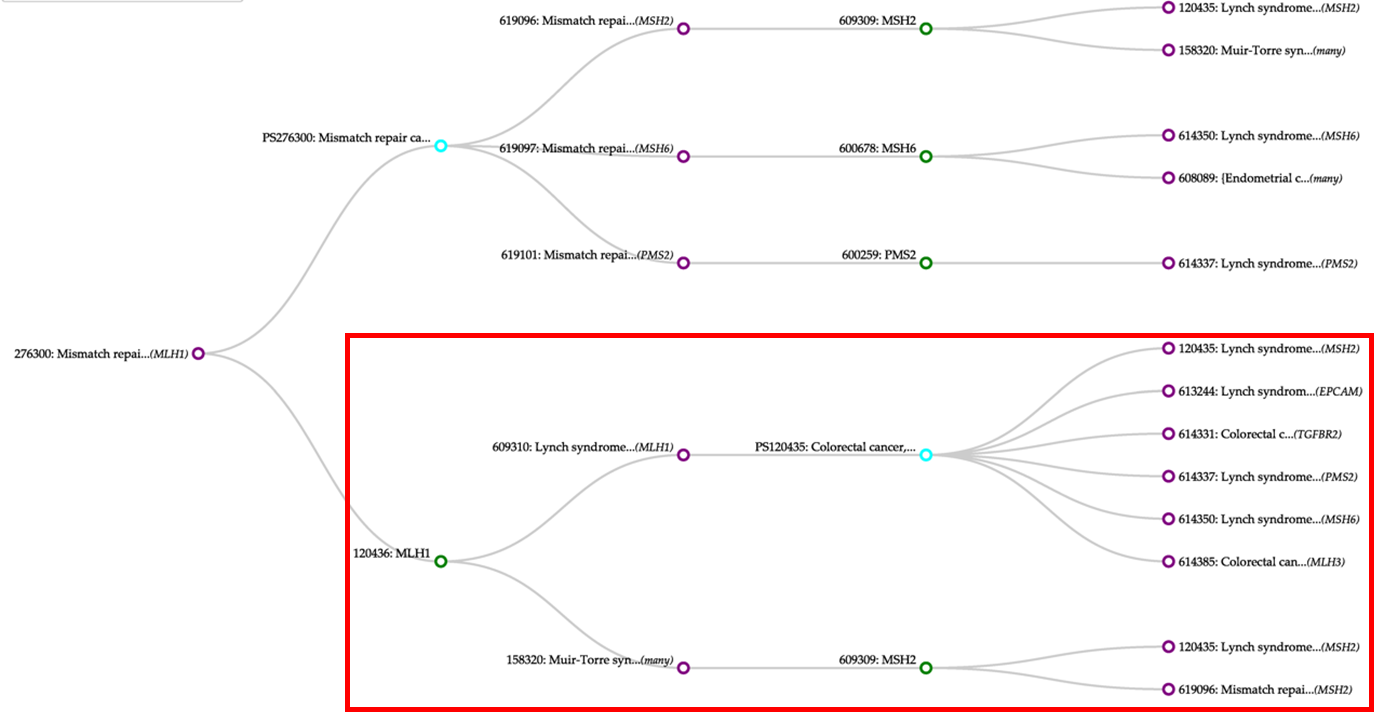 276300: Mismatch repai...(MLH1)
PS276300: Mismatch repair ca...
619096: Mismatch repai...(MSH2)
609309: MSH2
120435: Lynch syndrome...(MSH2)
158320: Muir-Torre syn...(many)
619097: Mismatch repai...(MSH6)
600678: MSH6
614350: Lynch syndrome...(MSH6)
608089: {Endometrial c...(many)
619101: Mismatch repai...(PMS2)
600259: PMS2
614337: Lynch syndrome...(PMS2)
120436: MLH1
609310: Lynch syndrome...(MLH1)
PS120435: Colorectal cancer,...
120435: Lynch syndrome...(MSH2)
613244: Lynch syndrom...(EPCAM)
614331: Colorectal c...(TGFBR2)
614337: Lynch syndrome...(PMS2)
614350: Lynch syndrome...(MSH6)
614385: Colorectal can...(MLH3)
158320: Muir-Torre syn...(many)
609309: MSH2
120435: Lynch syndrome...(MSH2)
619096: Mismatch repai...(MSH2)